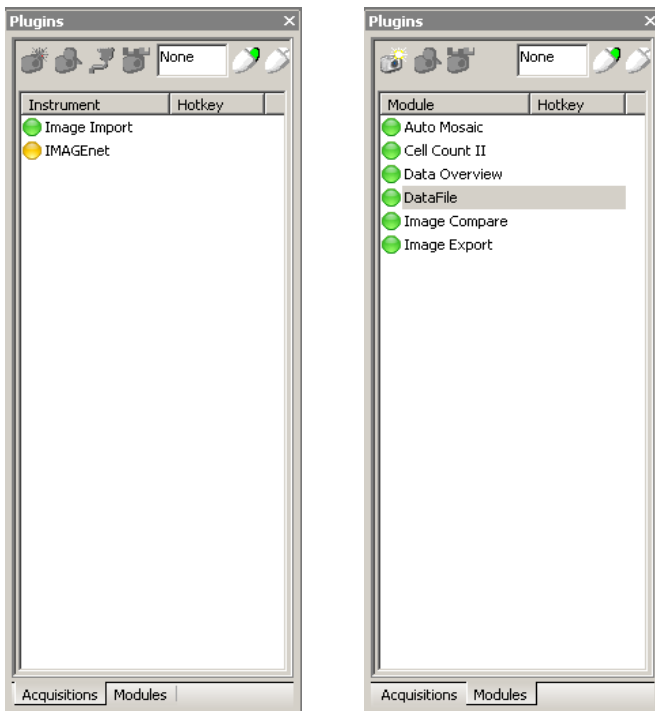 Plugins
None
Instrument Hotkey
Image Import
IMAGEnet
Acquisitions Modules
Plugins
None
Module Hotkey
Auto Mosaic
Cell Count II
Data Overview
DataFile
Image Compare
Image Export
Acquisitions Modules